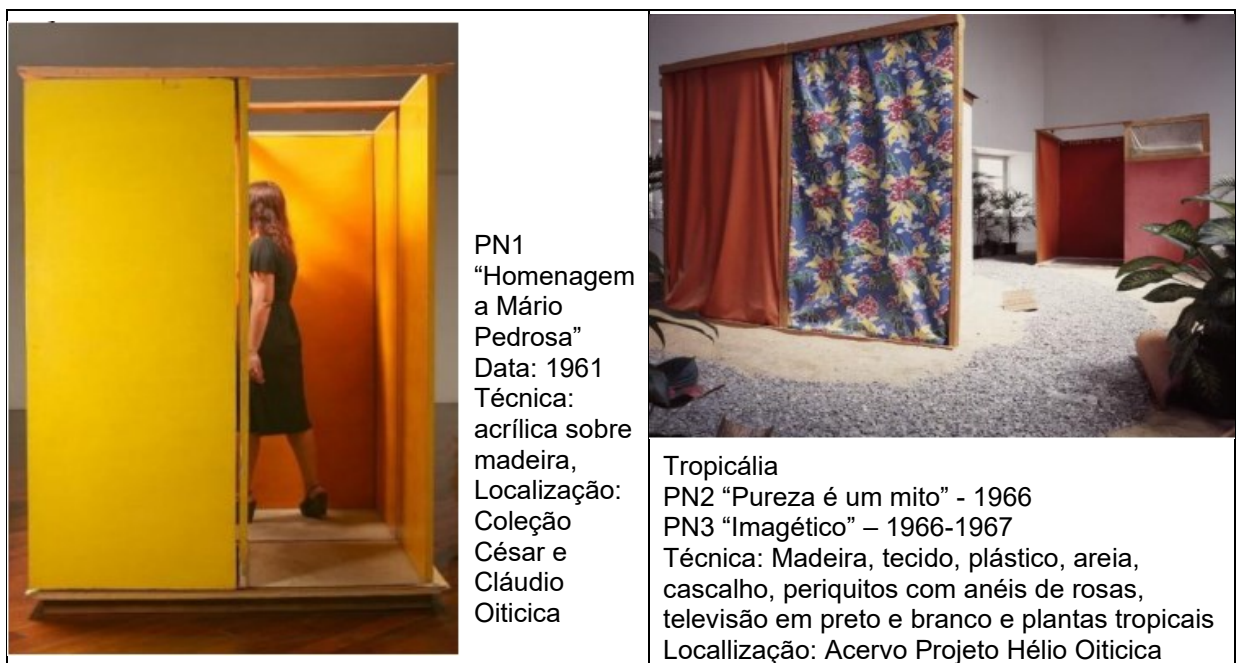 PN1
“Homenagem
a Mário
Pedrosa”
Data: 1961
Técnica:
acrílica sobre
madeira,
Localização:
Coleção
César e
Cláudio
Oiticica
Tropicália
PN2 “Pureza é um mito” - 1966
PN3 “Imagético” – 1966-1967
Técnica: Madeira, tecido, plástico, areia,
cascalho, periquitos com anéis de rosas,
televisão em preto e branco e plantas tropicais
Locallização: Acervo Projeto Hélio Oiticica